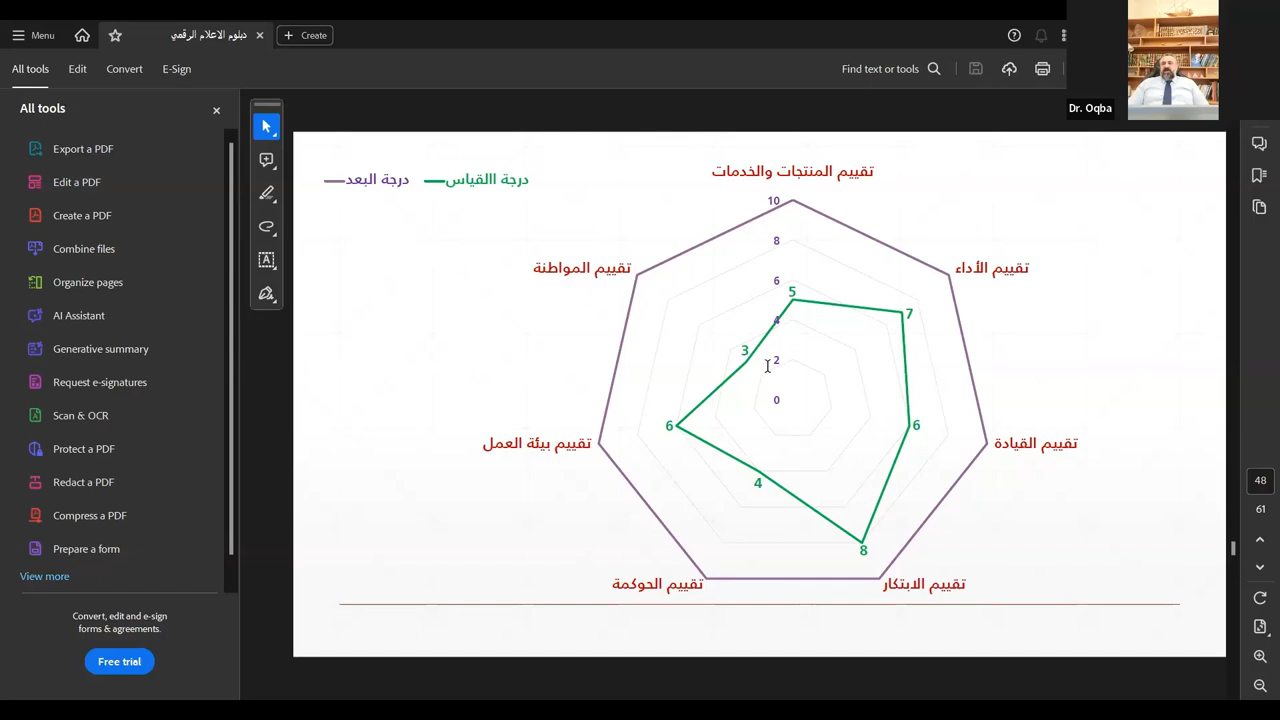 Menu
دبلوم الاعلام الرقمي
Create
All tools
Edit
Convert
E-Sign
Find text or tools
Dr. Oqba
All tools
Export a PDF
Edit a PDF
Create a PDF
Combine files
Organize pages
AI Assistant
Generative summary
Request e-signatures
Scan & OCR
Protect a PDF
Redact a PDF
Compress a PDF
Prepare a form
View more
Convert, edit and e-sign
forms & agreements.
Free trial
درجة االقياس
درجة البعد
تقييم المنتجات والخدمات
تقييم الأداء
تقييم القيادة
تقييم الابتكار
تقييم الحوكمة
تقييم بيئة العمل
تقييم المواطنة
10
8
6
4
2
0
5
7
6
8
4
6
3
48
61